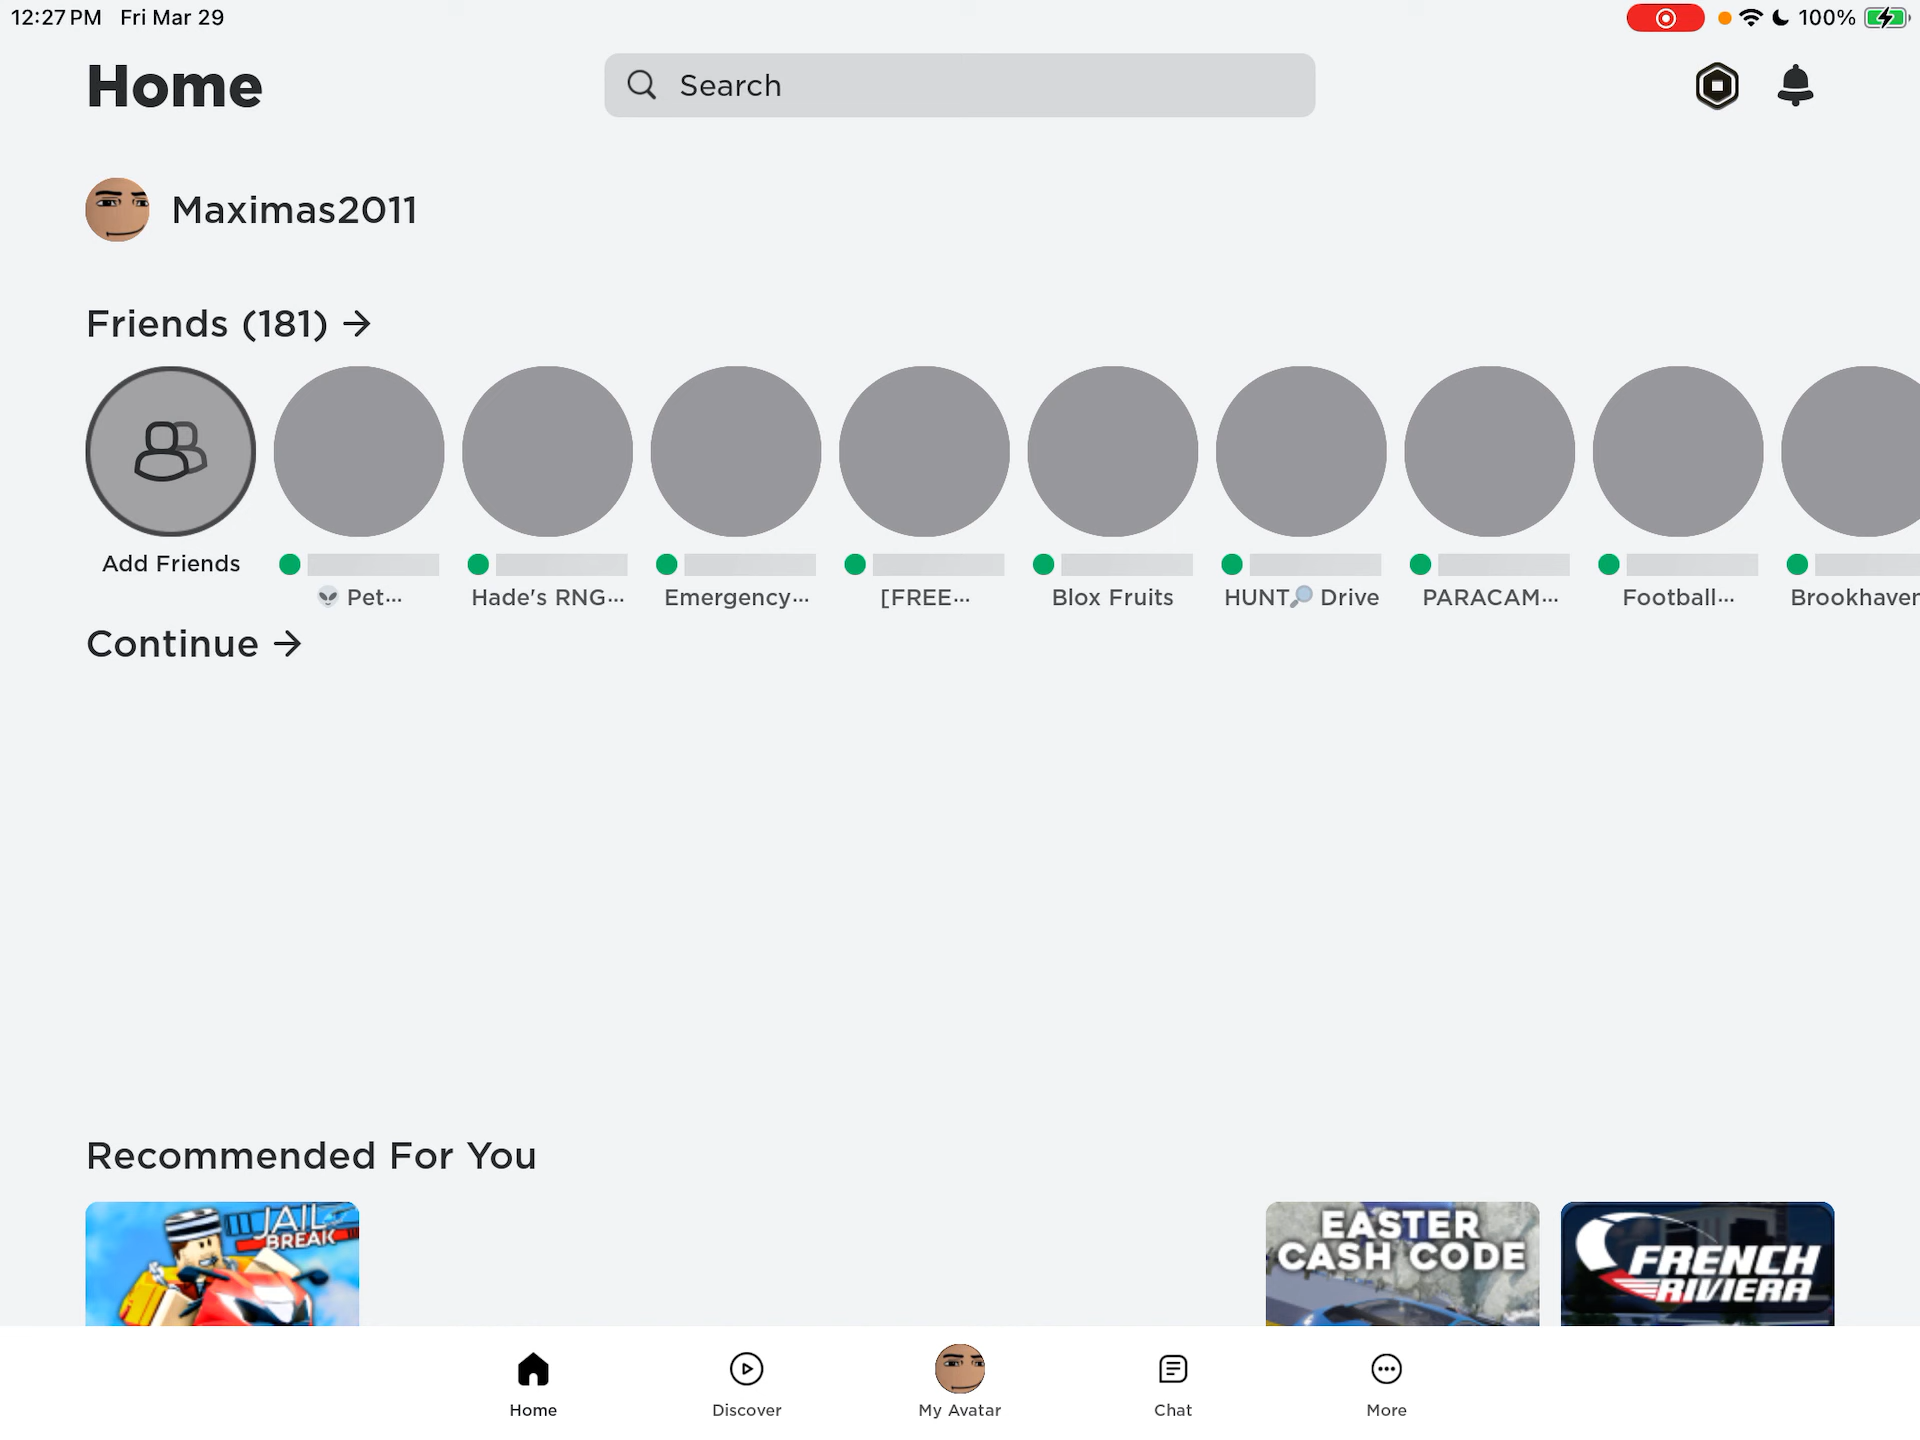 12:27 PM Fri Mar 29
100%
Home
Search
Maximas2011
Friends (181) →
Add Friends
👽 Pet...
Hade's RNG...
Emergency...
[FREE...
Blox Fruits
HUNT🔎 Drive
PARACAM...
Football...
Brookhaven
Continue →
Recommended For You
JAIL
BREAK
EASTER
CASH CODE
FRENCH
RIVIERA
Home
Discover
My Avatar
Chat
More